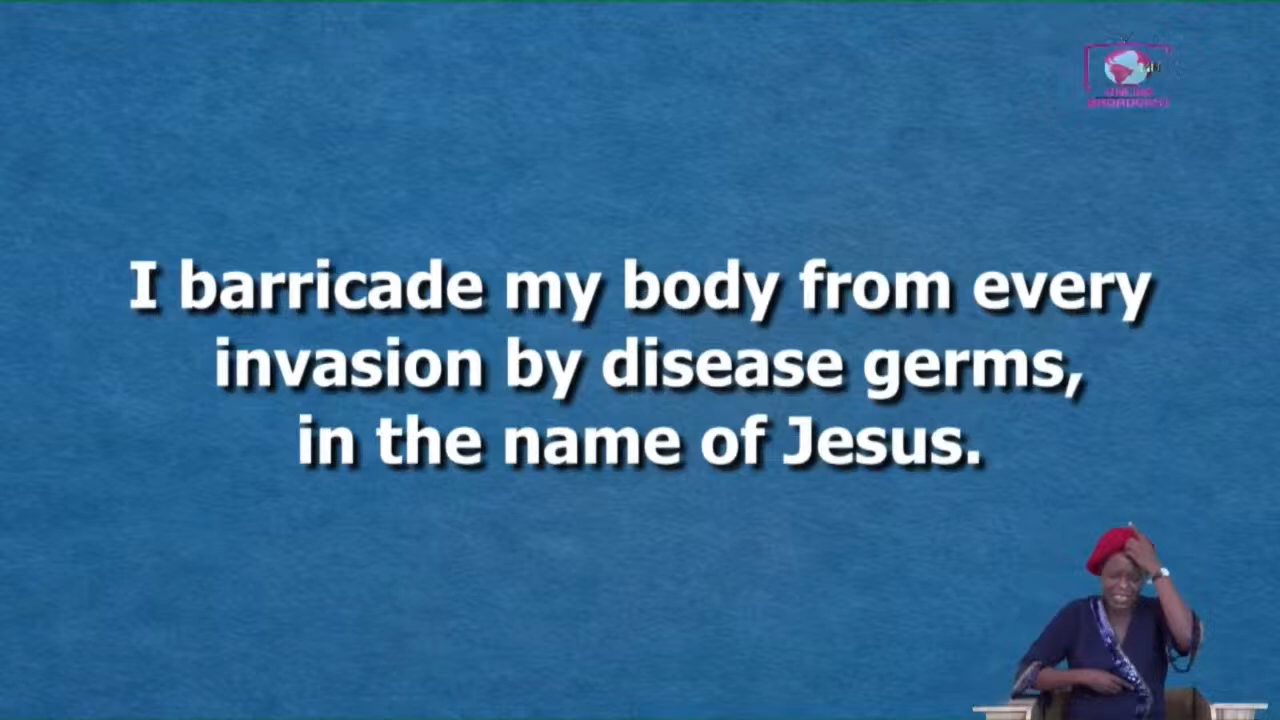 I barricade my body from every
invasion by disease germs,
in the name of Jesus.